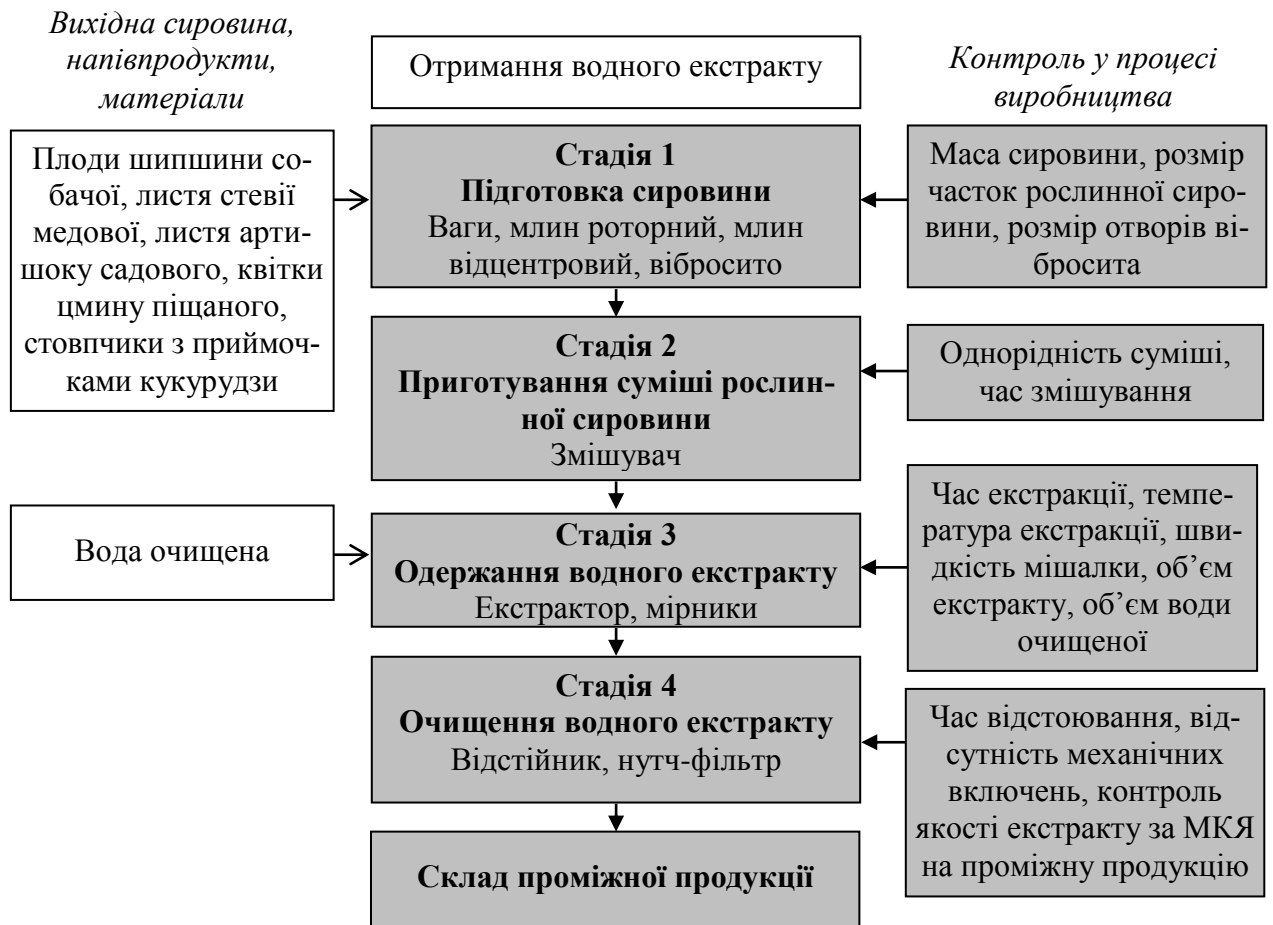 Вихідна сировина,
напівпродукти,
матеріали
Отримання водного екстракту
Контроль у процесі
виробництва
Плоди шипшини со-
бачої, листя стевії
медової, листя арти-
шоку садового, квітки
цмину піщаного,
стовпчики з приймоч-
ками кукурудзи
Стадія 1
Підготовка сировини
Ваги, млин роторний, млин
відцентровий, вібросито
Маса сировини, розмір
часток рослинної сиро-
вини, розмір отворів ві-
бросита
Стадія 2
Приготування суміші рослин-
ної сировини
Змішувач
Однорідність суміші,
час змішування
Вода очищена
Стадія 3
Одержання водного екстракту
Екстрактор, мірники
Час екстракції, темпе-
ратура екстракції, шви-
дкість мішалки, об’єм
екстракту, об’єм води
очищеної
Стадія 4
Очищення водного екстракту
Відстійник, нутч-фільтр
Час відстоювання, від-
сутність механічних
включень, контроль
якості екстракту за МКЯ
на проміжну продукцію
Склад проміжної продукції